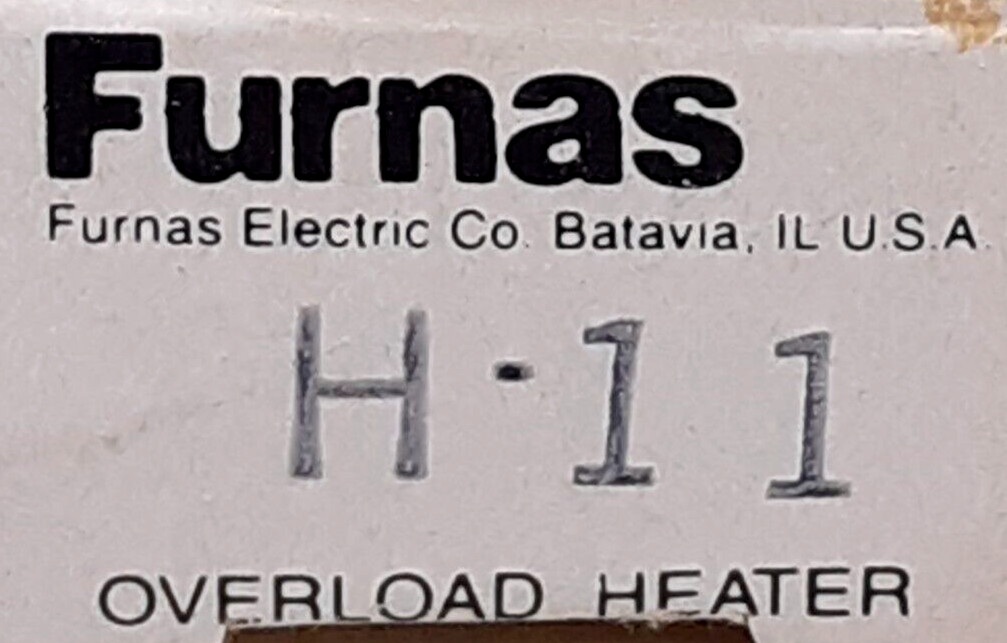 Furnas
Furnas Electric Co. Batavia, IL U.S.A.
H-11
OVERLOAD HEATER